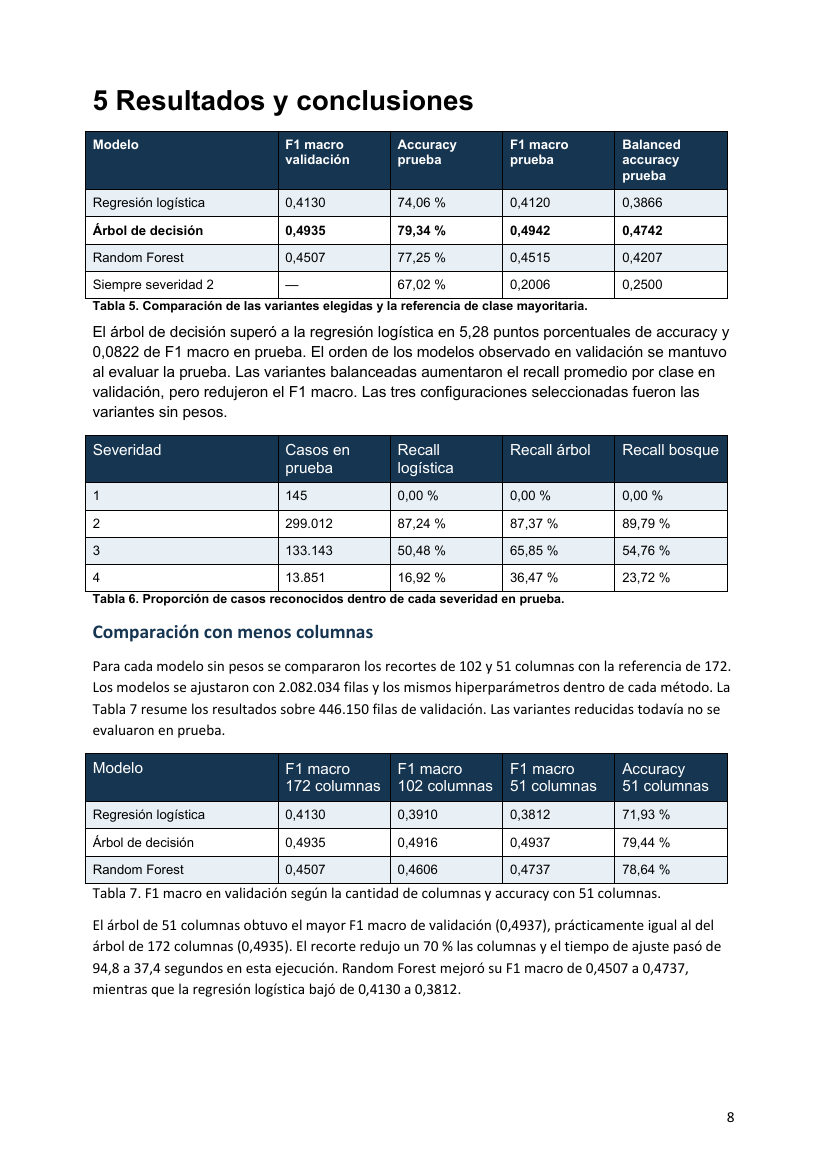 5 Resultados y conclusiones
Modelo F1 macro validación Accuracy prueba F1 macro prueba Balanced accuracy prueba
Regresión logística 0,4130 74,06 % 0,4120 0,3866
Árbol de decisión 0,4935 79,34 % 0,4942 0,4742
Random Forest 0,4507 77,25 % 0,4515 0,4207
Siempre severidad 2 — 67,02 % 0,2006 0,2500
Tabla 5. Comparación de las variantes elegidas y la referencia de clase mayoritaria.
El árbol de decisión superó a la regresión logística en 5,28 puntos porcentuales de accuracy y
0,0822 de F1 macro en prueba. El orden de los modelos observado en validación se mantuvo
al evaluar la prueba. Las variantes balanceadas aumentaron el recall promedio por clase en
validación, pero redujeron el F1 macro. Las tres configuraciones seleccionadas fueron las
variantes sin pesos.
Severidad Casos en prueba Recall logística Recall árbol Recall bosque
1 145 0,00 % 0,00 % 0,00 %
2 299.012 87,24 % 87,37 % 89,79 %
3 133.143 50,48 % 65,85 % 54,76 %
4 13.851 16,92 % 36,47 % 23,72 %
Tabla 6. Proporción de casos reconocidos dentro de cada severidad en prueba.
Comparación con menos columnas
Para cada modelo sin pesos se compararon los recortes de 102 y 51 columnas con la referencia de 172.
Los modelos se ajustaron con 2.082.034 filas y los mismos hiperparámetros dentro de cada método. La
Tabla 7 resume los resultados sobre 446.150 filas de validación. Las variantes reducidas todavía no se
evaluaron en prueba.
Modelo F1 macro 172 columnas F1 macro 102 columnas F1 macro 51 columnas Accuracy 51 columnas
Regresión logística 0,4130 0,3910 0,3812 71,93 %
Árbol de decisión 0,4935 0,4916 0,4937 79,44 %
Random Forest 0,4507 0,4606 0,4737 78,64 %
Tabla 7. F1 macro en validación según la cantidad de columnas y accuracy con 51 columnas.
El árbol de 51 columnas obtuvo el mayor F1 macro de validación (0,4937), prácticamente igual al del
árbol de 172 columnas (0,4935). El recorte redujo un 70 % las columnas y el tiempo de ajuste pasó de
94,8 a 37,4 segundos en esta ejecución. Random Forest mejoró su F1 macro de 0,4507 a 0,4737,
mientras que la regresión logística bajó de 0,4130 a 0,3812.
8